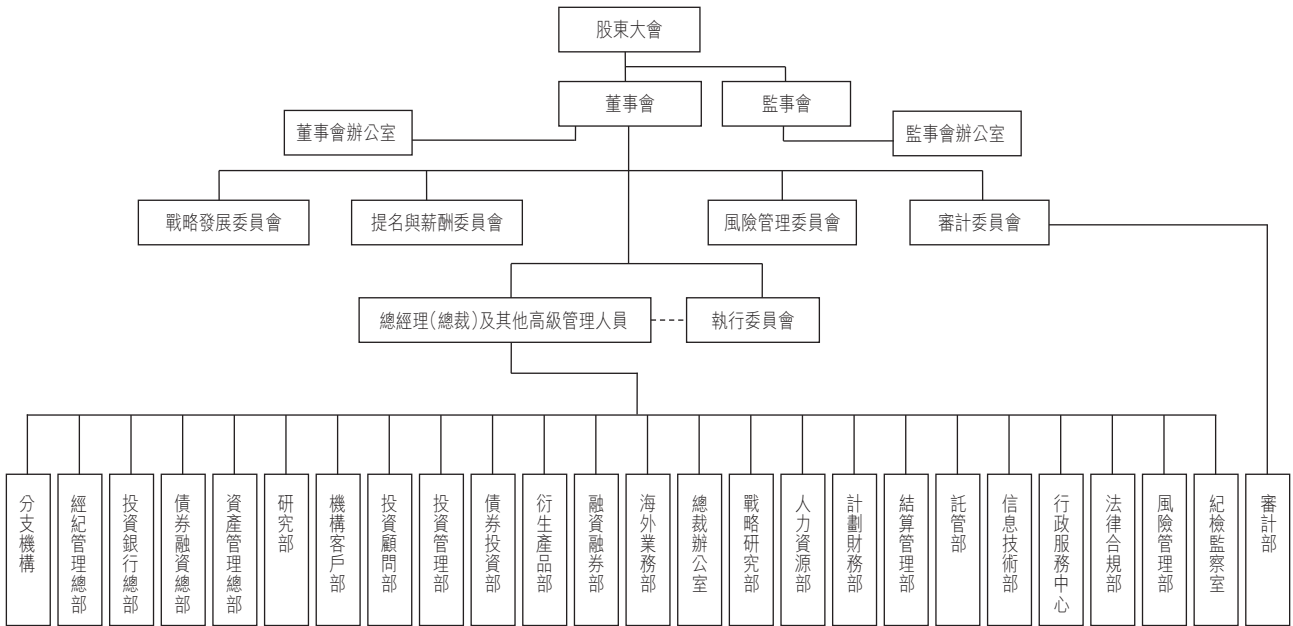 股東大會
董事會
監事會
董事會辦公室
監事會辦公室
戰略發展委員會
提名與薪酬委員會
風險管理委員會
審計委員會
總經理(總裁)及其他高級管理人員
執行委員會
分支機構
經紀管理總部
投資銀行總部
債券融資總部
資產管理總部
研究部
機構客戶部
投資顧問部
投資管理部
債券投資部
衍生產品部
融資融券部
海外業務部
總裁辦公室
戰略研究部
人力資源部
計劃財務部
結算管理部
託管部
信息技術部
行政服務中心
法律合規部
風險管理部
紀檢監察室
審計部